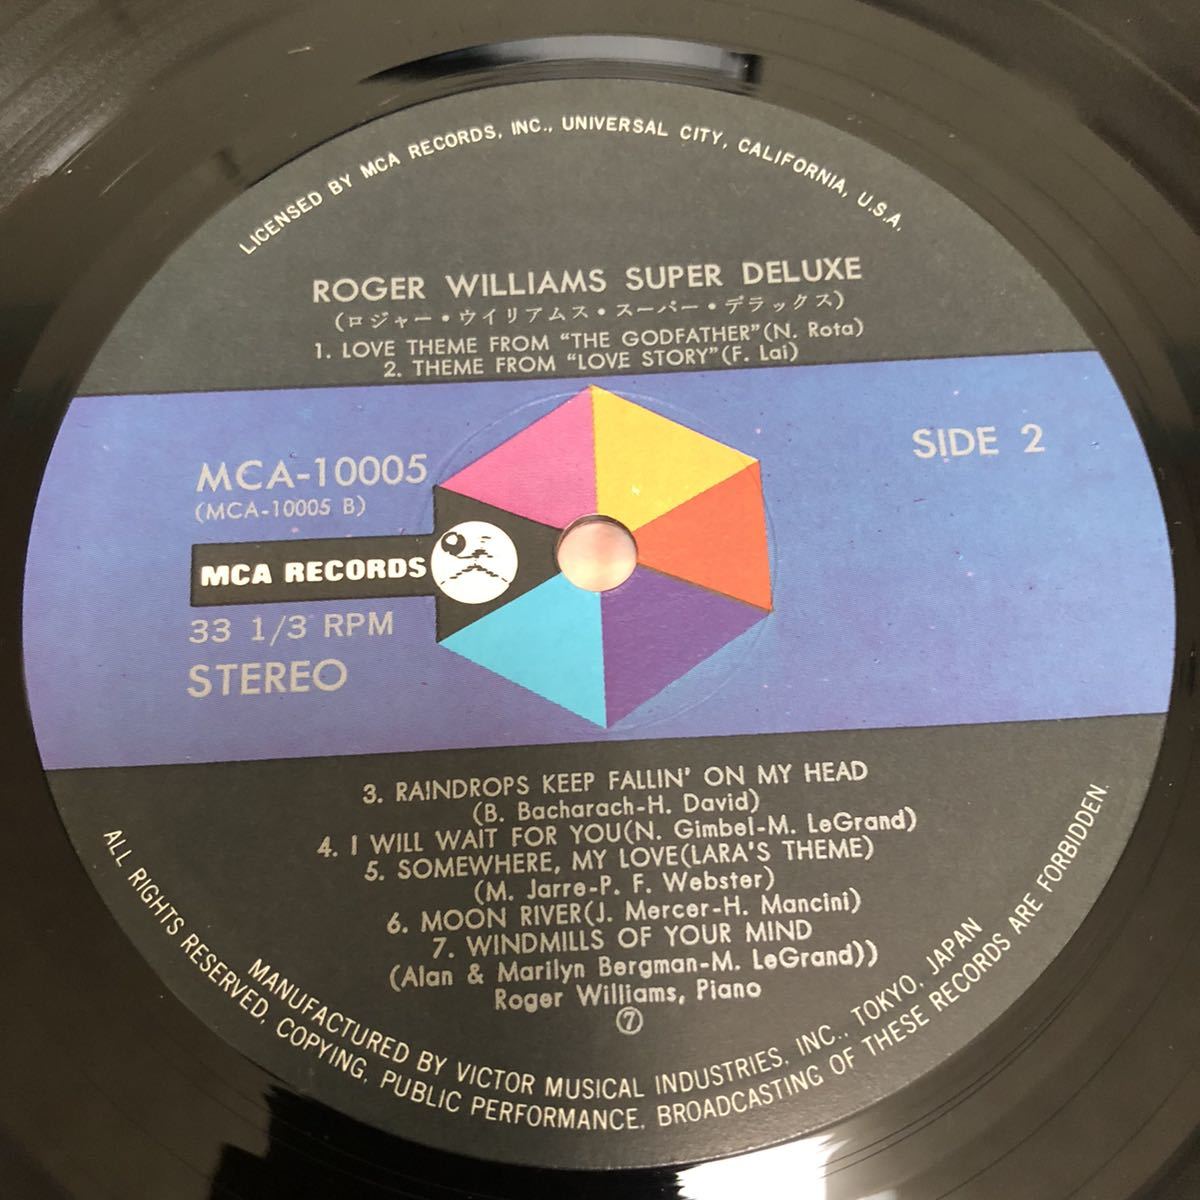 LICENSED BY MCA RECORDS, INC., UNIVERSAL CITY, CALIFORNIA, U.S.A.
ROGER WILLIAMS SUPER DELUXE
(ロジャー・ウイリアムス・スーパー・デラックス)
1. LOVE THEME FROM “THE GODFATHER”(N. Rota)
2. THEME FROM “LOVE STORY”(F. Lai)
MCA-10005
(MCA-10005 B)
SIDE 2
MCA RECORDS
33 1/3 RPM
STEREO
3. RAINDROPS KEEP FALLIN' ON MY HEAD
(B. Bacharach-H. David)
4. I WILL WAIT FOR YOU(N. Gimbel-M. LeGrand)
5. SOMEWHERE, MY LOVE(LARA'S THEME)
(M. Jarre-P. F. Webster)
6. MOON RIVER(J. Mercer-H. Mancini)
7. WINDMILLS OF YOUR MIND
(Alan & Marilyn Bergman-M. LeGrand))
Roger Williams, Piano
⑦
MANUFACTURED BY VICTOR MUSICAL INDUSTRIES, INC., TOKYO, JAPAN
ALL RIGHTS RESERVED, COPYING, PUBLIC PERFORMANCE, BROADCASTING OF THESE RECORDS ARE FORBIDDEN.